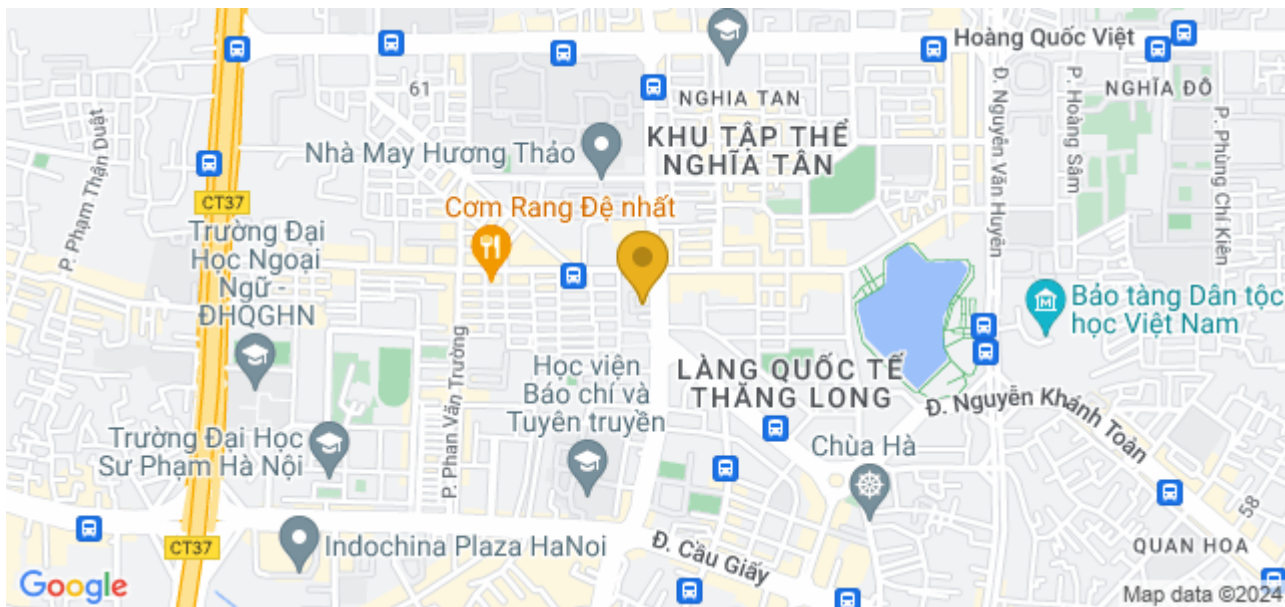 Hoàng Quốc Việt
61
NGHIA TAN
NGHĨA ĐÔ
P. Phạm Thận Duật
Đ. Nguyễn Văn Huyên
P. Hoàng Sâm
P. Phùng Chí Kiên
KHU TẬP THỂ
NGHĨA TÂN
Nhà May Hương Thảo
CT37
Cơm Rang Đệ nhất
Trường Đại
Học Ngoại
Ngữ -
ĐHQGHN
Bảo tàng Dân tộc
học Việt Nam
P. Phan Văn Trường
Học viện
Báo chí và
Tuyên truyền
LÀNG QUỐC TẾ
THĂNG LONG
Đ. Nguyễn Khánh Toàn
Trường Đại Học
Sư Phạm Hà Nội
Chùa Hà
58
CT37
Indochina Plaza HaNoi
Đ. Cầu Giấy
QUAN HOA
Google
Map data ©2024